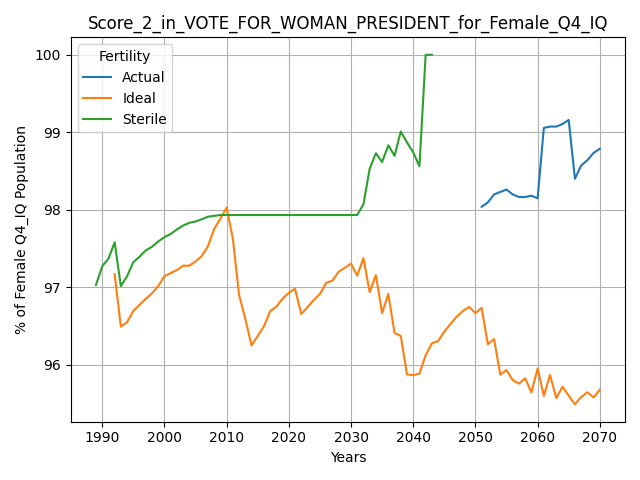 Score_2_in_VOTE_FOR_WOMAN_PRESIDENT_for_Female_Q4_IQ
Fertility
Actual
Ideal
Sterile
% of Female Q4_IQ Population
100
99
98
97
96
1990 2000 2010 2020 2030 2040 2050 2060 2070
Years